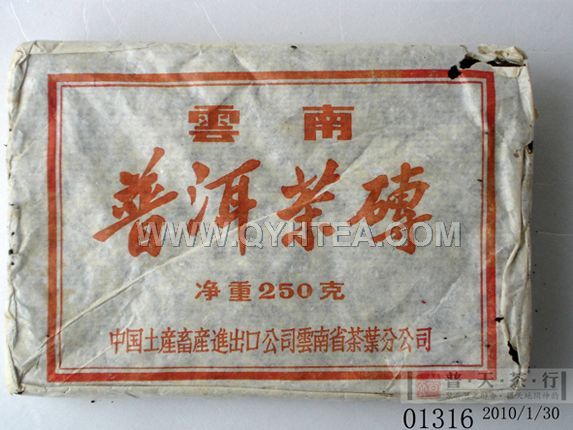 雲南
普洱茶磚
WWW.QYHTEA.COM
净重250克
中国土産畜産進出口公司雲南省茶葉分公司
普·天·茶·行
01316 2010/1/30